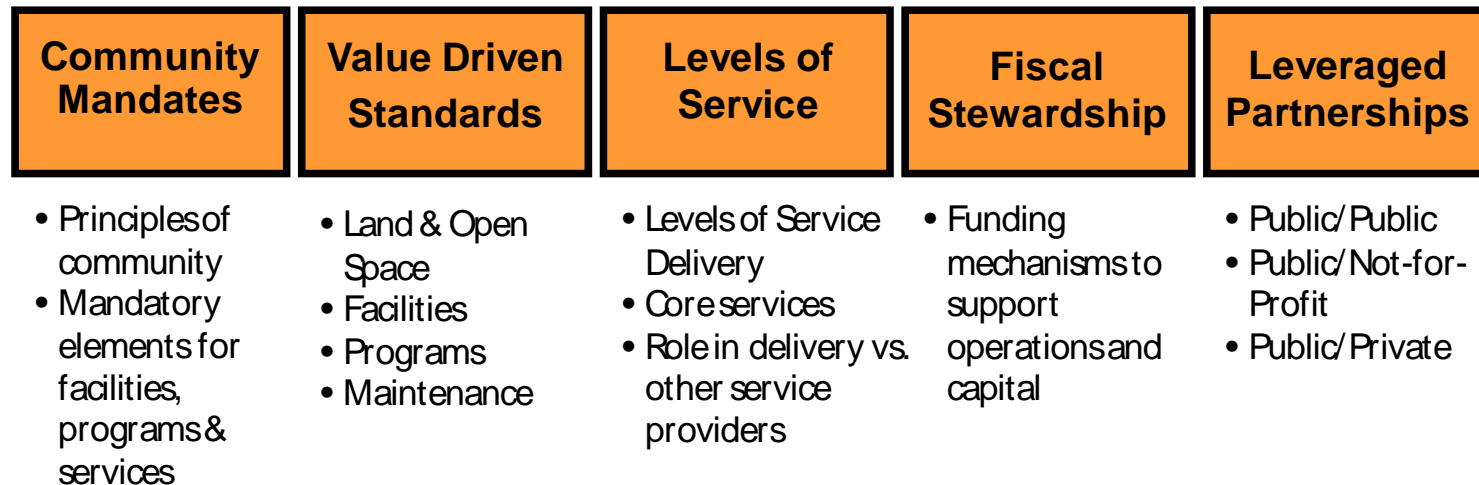 Community
Mandates
Value Driven
Standards
Levels of
Service
Fiscal
Stewardship
Leveraged
Partnerships
• Principles of
community
• Mandatory
elements for
facilities,
programs &
services
• Land & Open
Space
• Facilities
• Programs
• Maintenance
• Levels of Service
Delivery
• Core services
• Role in delivery vs.
other service
providers
• Funding
mechanisms to
support
operations and
capital
• Public/Public
• Public/Not-for-
Profit
• Public/Private